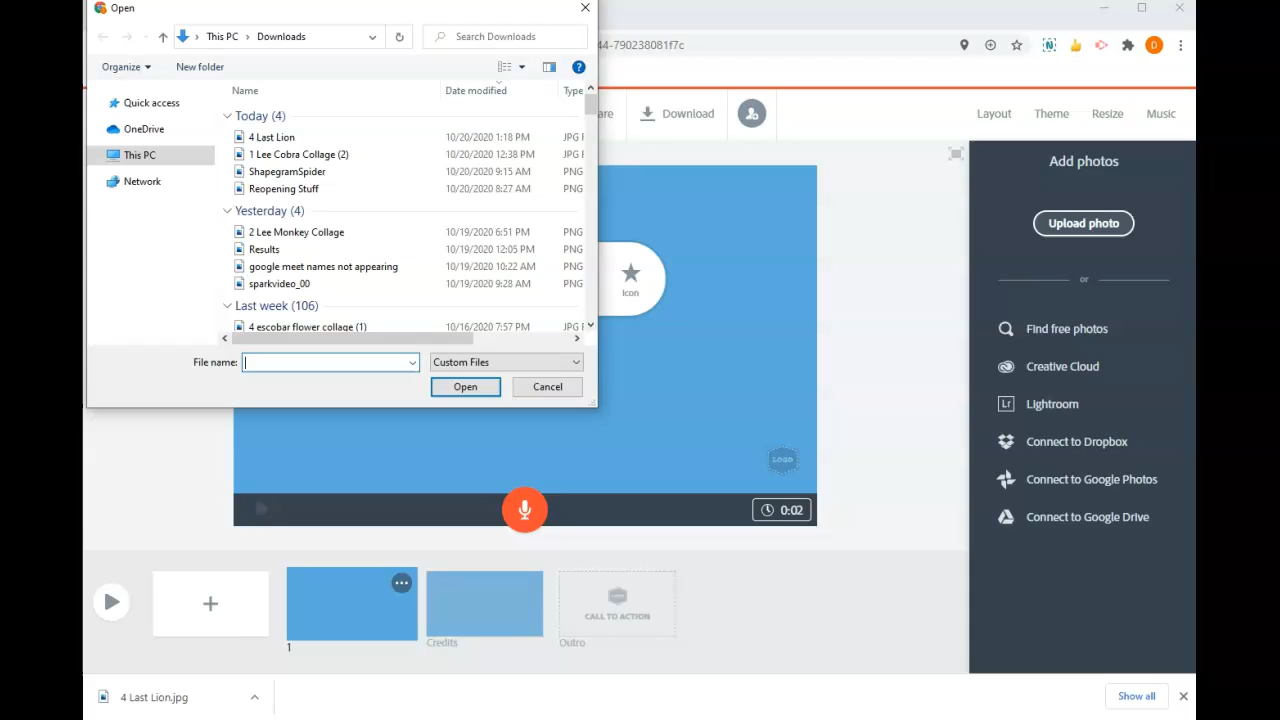 Open
This PC > Downloads
Search Downloads
44-790238081f7c
D
Organize
New folder
Name Date modified Type
Quick access
OneDrive
This PC
Network
Today (4)
4 Last Lion 10/20/2020 1:18 PM JPG F
1 Lee Cobra Collage (2) 10/20/2020 12:38 PM JPG F
ShapegramSpider 10/20/2020 9:15 AM PNG
Reopening Stuff 10/20/2020 8:27 AM PNG
Yesterday (4)
2 Lee Monkey Collage 10/19/2020 6:51 PM PNG
Results 10/19/2020 12:05 PM PNG
google meet names not appearing 10/19/2020 10:22 AM PNG
sparkvideo_00 10/19/2020 9:28 AM PNG
Last week (106)
4 escobar flower collage (1) 10/16/2020 7:57 PM JPG F
File name:
Custom Files
Open
Cancel
are
Download
Layout
Theme
Resize
Music
Icon
LOGO
0:02
Add photos
Upload photo
or
Find free photos
Creative Cloud
Lr Lightroom
Connect to Dropbox
Connect to Google Photos
Connect to Google Drive
+
1
Credits
LOGO
CALL TO ACTION
Outro
4 Last Lion.jpg
Show all